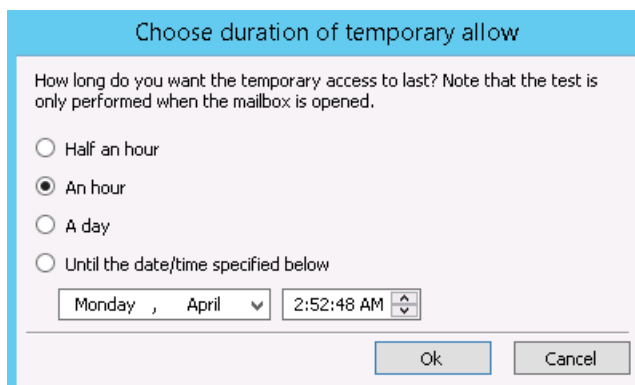 Choose duration of temporary allow
How long do you want the temporary access to last? Note that the test is
only performed when the mailbox is opened.
Half an hour
An hour
A day
Until the date/time specified below
Monday , April 2:52:48 AM
Ok Cancel